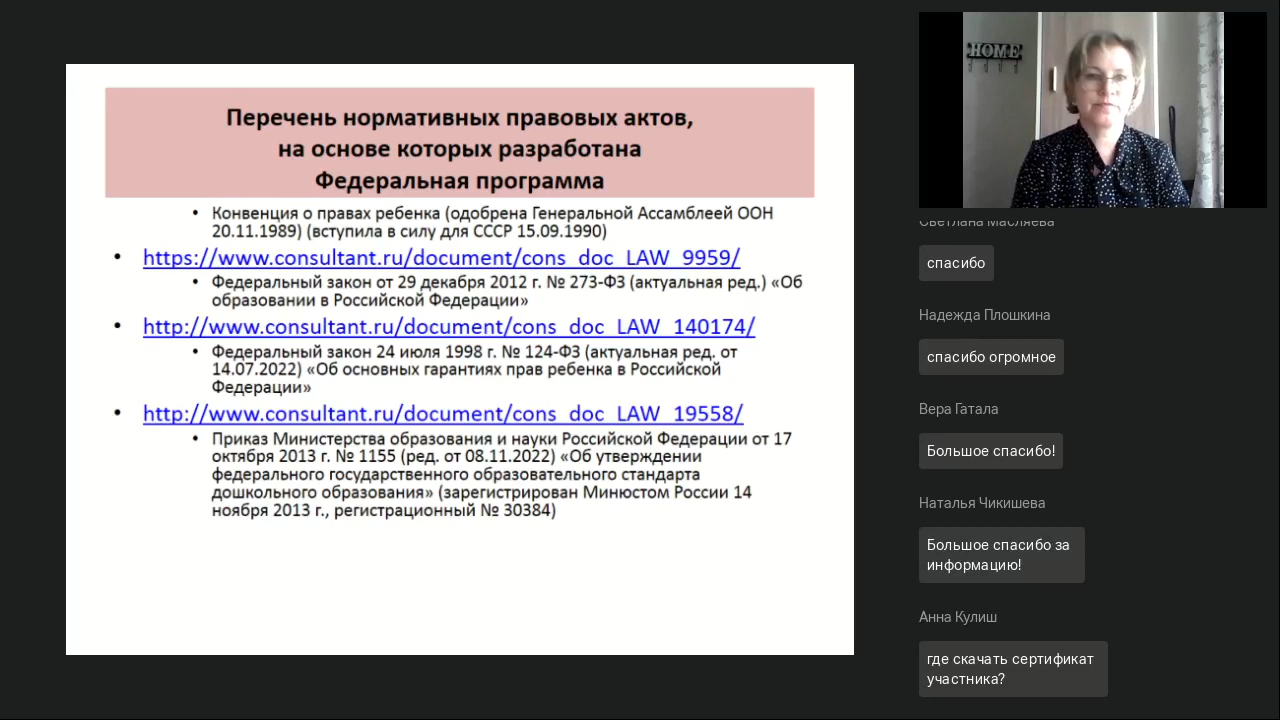 Перечень нормативных правовых актов,
на основе которых разработана
Федеральная программа
• Конвенция о правах ребенка (одобрена Генеральной Ассамблеей ООН
20.11.1989) (вступила в силу для СССР 15.09.1990)
• https://www.consultant.ru/document/cons_doc_LAW_9959/
• Федеральный закон от 29 декабря 2012 г. № 273-ФЗ (актуальная ред.) «Об
образовании в Российской Федерации»
• http://www.consultant.ru/document/cons_doc_LAW_140174/
• Федеральный закон 24 июля 1998 г. № 124-ФЗ (актуальная ред. от
14.07.2022) «Об основных гарантиях прав ребенка в Российской
Федерации»
• http://www.consultant.ru/document/cons_doc_LAW_19558/
• Приказ Министерства образования и науки Российской Федерации от 17
октября 2013 г. № 1155 (ред. от 08.11.2022) «Об утверждении
федерального государственного образовательного стандарта
дошкольного образования» (зарегистрирован Минюстом России 14
ноября 2013 г., регистрационный № 30384)
HOME
Светлана Масляева
спасибо
Надежда Плошкина
спасибо огромное
Вера Гатала
Большое спасибо!
Наталья Чикишева
Большое спасибо за
информацию!
Анна Кулиш
где скачать сертификат
участника?